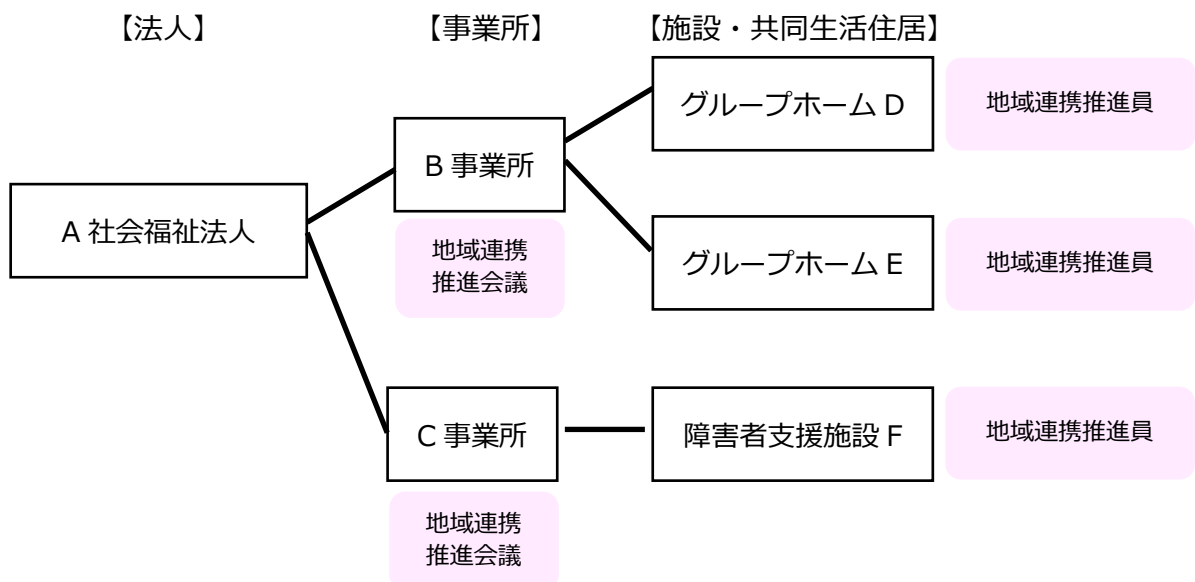 【法人】
【事業所】
【施設・共同生活住居】
グループホーム D
地域連携推進員
B 事業所
A 社会福祉法人
地域連携
推進会議
グループホーム E
地域連携推進員
C 事業所
障害者支援施設 F
地域連携推進員
地域連携
推進会議